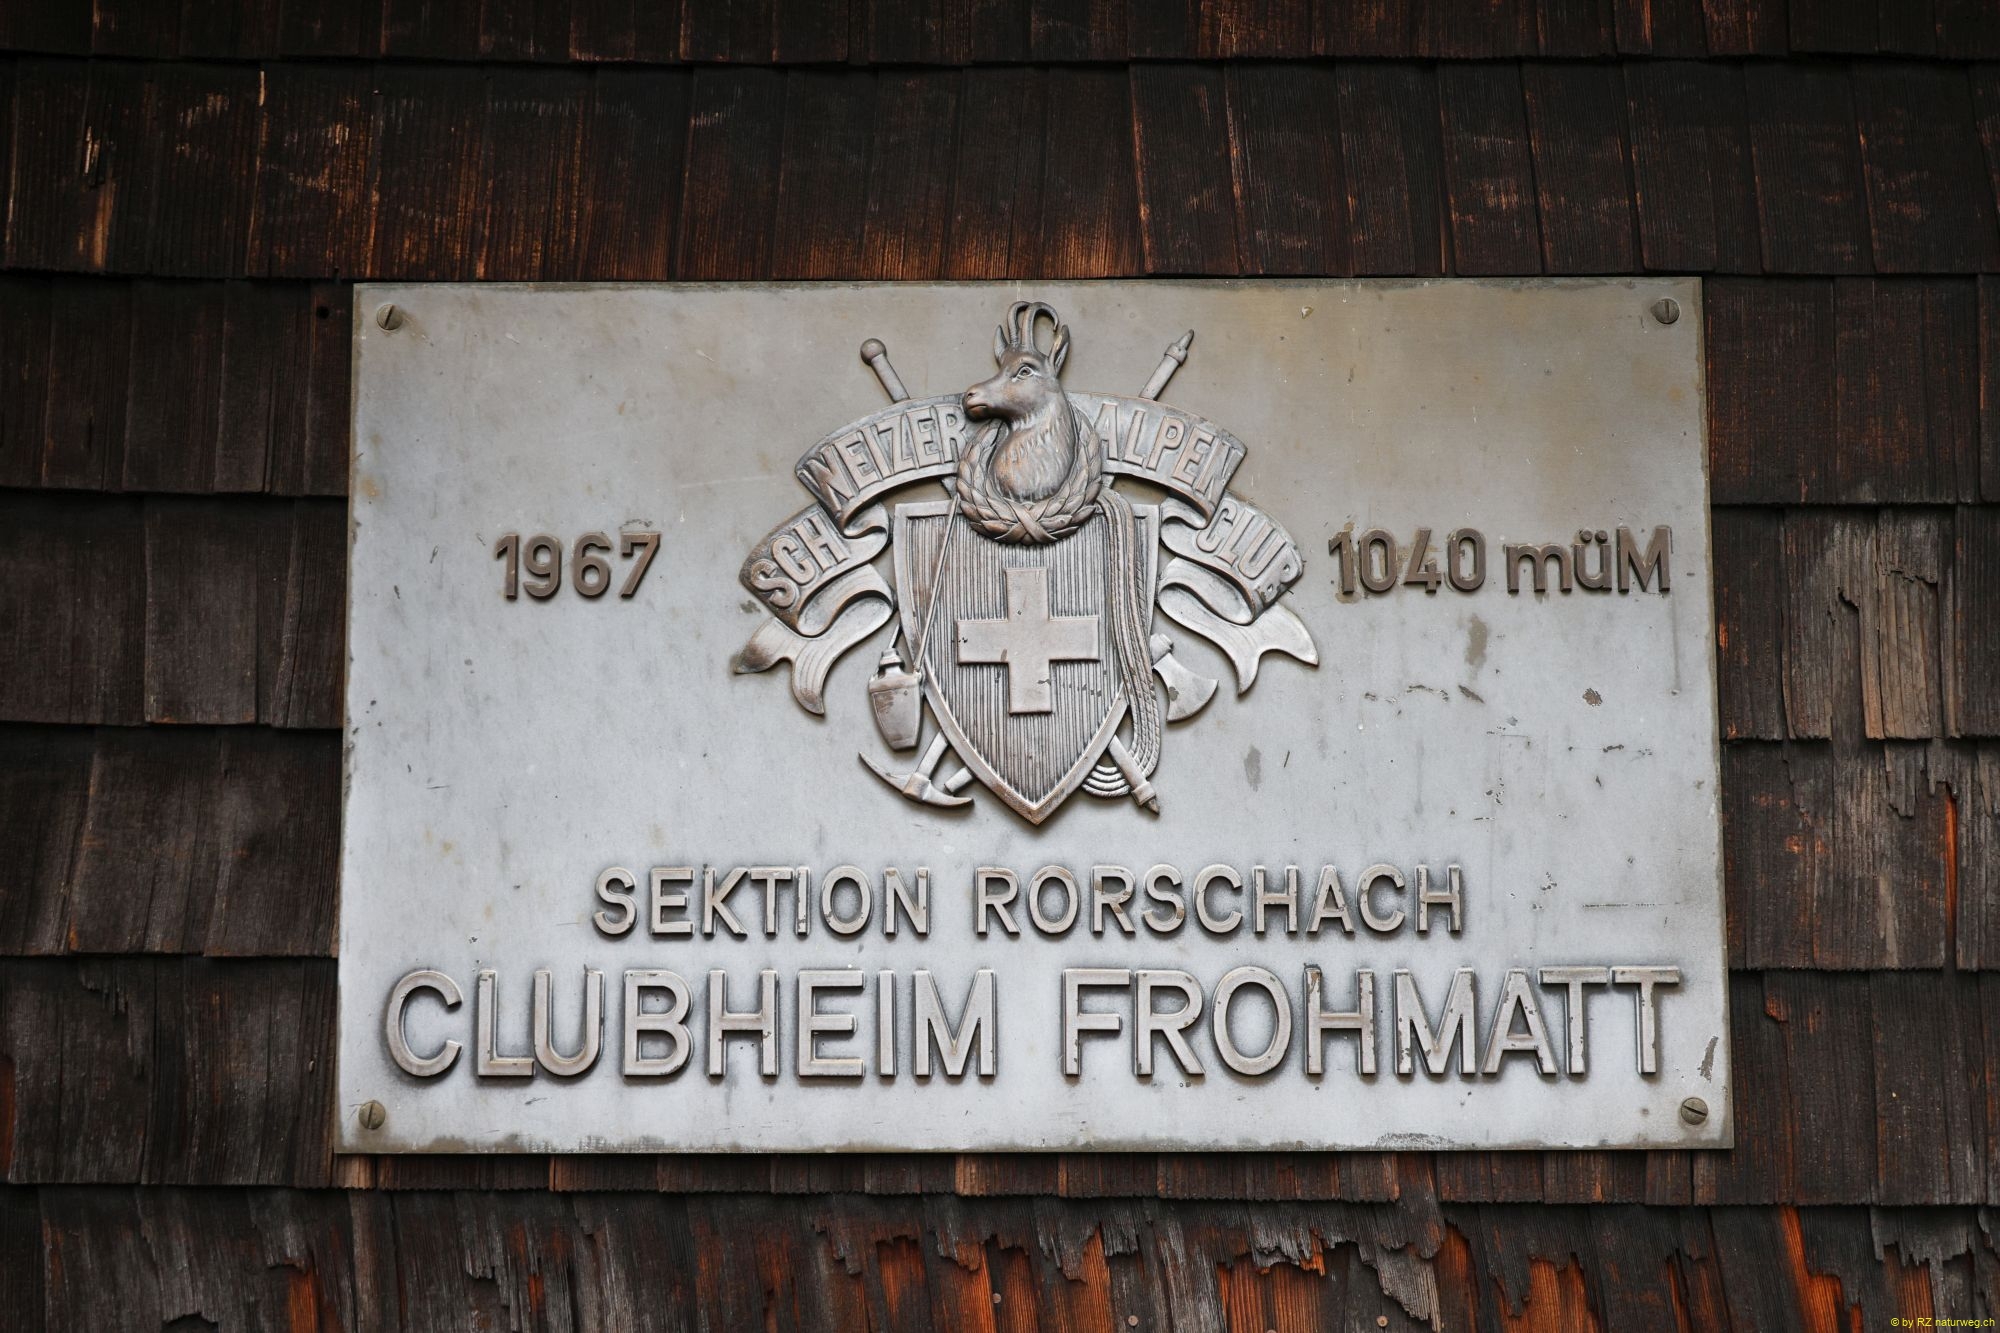 SCHWEIZER ALPEN CLUB
1967
1040 müM
SEKTION RORSCHACH
CLUBHEIM FROHMATT
© by RZ naturweg.ch